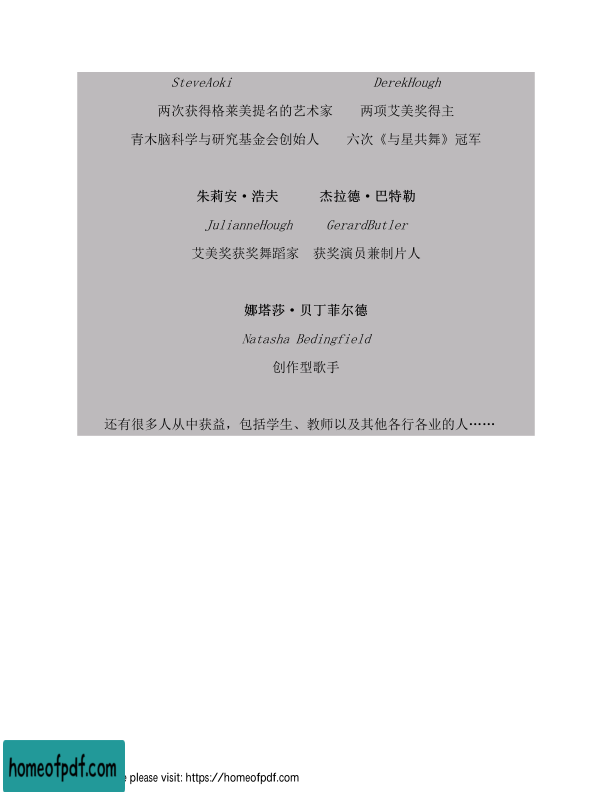 SteveAoki DerekHough
两次获得格莱美提名的艺术家 两项艾美奖得主
青木脑科学与研究基金会创始人 六次《与星共舞》冠军
朱莉安·浩夫 杰拉德·巴特勒
JulianneHough GerardButler
艾美奖获奖舞蹈家 获奖演员兼制片人
娜塔莎·贝丁菲尔德
Natasha Bedingfield
创作型歌手
还有很多人从中获益，包括学生、教师以及其他各行各业的人……
homeofpdf.com
please visit: https://homeofpdf.com